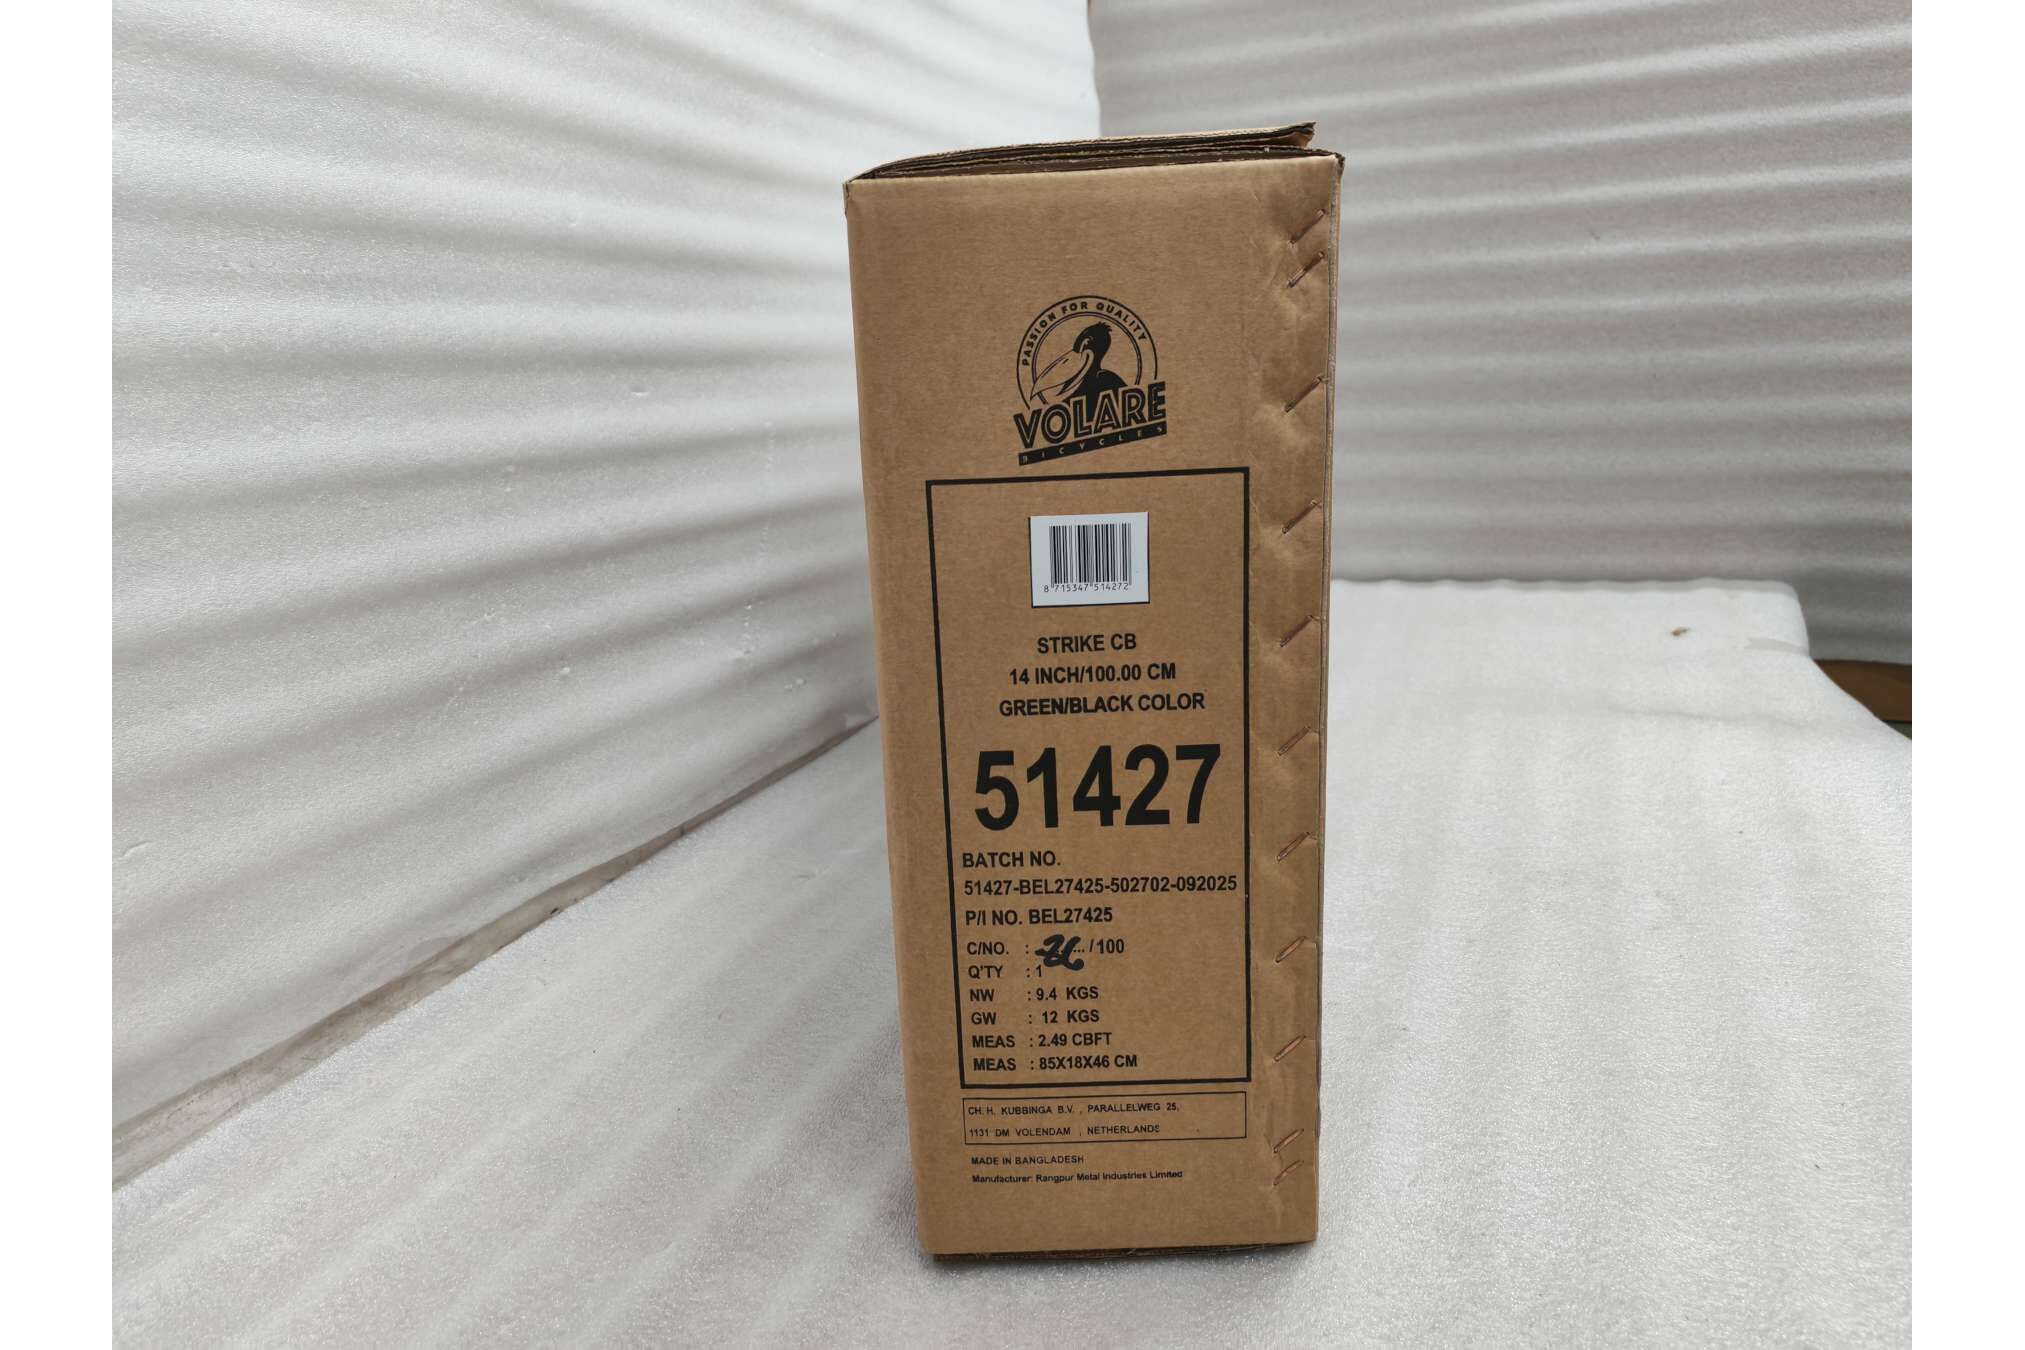 PASSION FOR QUALITY
VOLARE
BICYCLES
8 715347 514272
STRIKE CB
14 INCH/100.00 CM
GREEN/BLACK COLOR
51427
BATCH NO.
51427-BEL27425-502702-092025
P/I NO. BEL27425
C/NO. : 26 /100
Q'TY : 1
NW : 9.4 KGS
GW : 12 KGS
MEAS : 2.49 CBFT
MEAS : 85X18X46 CM
CH. H. KUBBINGA B.V. , PARALLELWEG 25,
1131 DM VOLENDAM , NETHERLANDS
MADE IN BANGLADESH
Manufacturer: Rangpur Metal Industries Limited